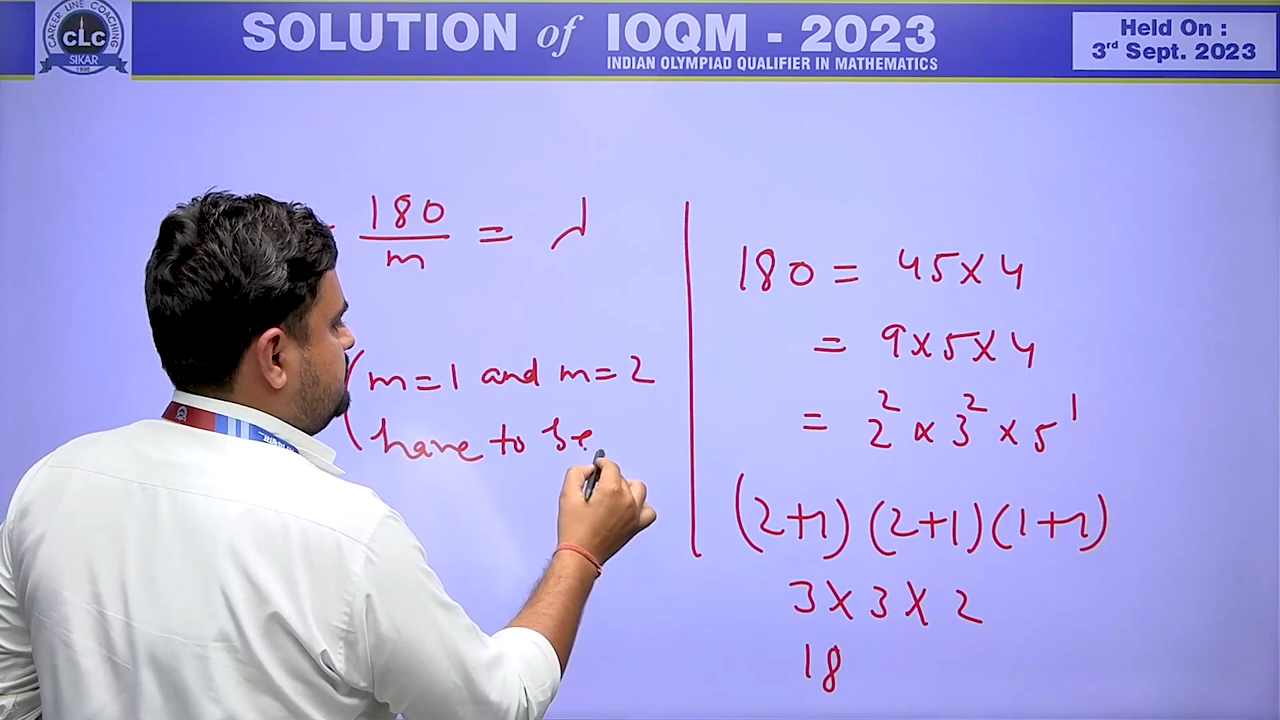 CAREER LINE COACHING
CLC
SIKAR
1996
SOLUTION of IOQM - 2023
INDIAN OLYMPIAD QUALIFIER IN MATHEMATICS
Held On :
3rd Sept. 2023
180/m = λ
(m=1 and m=2
have to be
180 = 45×4
= 9×5×4
= 2² × 3² × 5¹
(2+1) (2+1) (1+1)
3×3×2
18